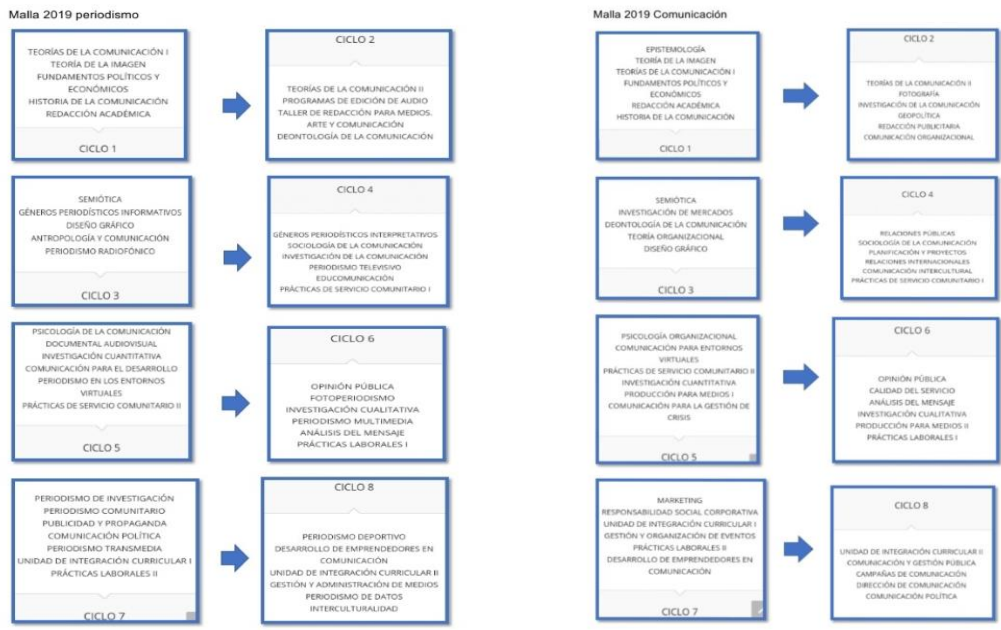 Malla 2019 periodismo
TEORÍAS DE LA COMUNICACIÓN I
TEORÍA DE LA IMAGEN
FUNDAMENTOS POLÍTICOS Y
ECONÓMICOS
HISTORIA DE LA COMUNICACIÓN
REDACCIÓN ACADÉMICA
CICLO 1
CICLO 2
TEORÍAS DE LA COMUNICACIÓN II
PROGRAMAS DE EDICIÓN DE AUDIO
TALLER DE REDACCIÓN PARA MEDIOS.
ARTE Y COMUNICACIÓN
DEONTOLOGÍA DE LA COMUNICACIÓN
SEMIÓTICA
GÉNEROS PERIODÍSTICOS INFORMATIVOS
DISEÑO GRÁFICO
ANTROPOLOGÍA Y COMUNICACIÓN
PERIODISMO RADIOFÓNICO
CICLO 3
CICLO 4
GÉNEROS PERIODÍSTICOS INTERPRETATIVOS
SOCIOLOGÍA DE LA COMUNICACIÓN
INVESTIGACIÓN DE LA COMUNICACIÓN
PERIODISMO TELEVISIVO
EDUCOMUNICACIÓN
PRÁCTICAS DE SERVICIO COMUNITARIO I
PSICOLOGÍA DE LA COMUNICACIÓN
DOCUMENTAL AUDIOVISUAL
INVESTIGACIÓN CUANTITATIVA
COMUNICACIÓN PARA EL DESARROLLO
PERIODISMO EN LOS ENTORNOS
VIRTUALES
PRÁCTICAS DE SERVICIO COMUNITARIO II
CICLO 5
CICLO 6
OPINIÓN PÚBLICA
FOTOPERIODISMO
INVESTIGACIÓN CUALITATIVA
PERIODISMO MULTIMEDIA
ANÁLISIS DEL MENSAJE
PRÁCTICAS LABORALES I
PERIODISMO DE INVESTIGACIÓN
PERIODISMO COMUNITARIO
PUBLICIDAD Y PROPAGANDA
COMUNICACIÓN POLÍTICA
PERIODISMO TRANSMEDIA
UNIDAD DE INTEGRACIÓN CURRICULAR I
PRÁCTICAS LABORALES II
CICLO 7
CICLO 8
PERIODISMO DEPORTIVO
DESARROLLO DE EMPRENDEDORES EN
COMUNICACIÓN
UNIDAD DE INTEGRACIÓN CURRICULAR II
GESTIÓN Y ADMINISTRACIÓN DE MEDIOS
PERIODISMO DE DATOS
INTERCULTURALIDAD
Malla 2019 Comunicación
EPISTEMOLOGÍA
TEORÍA DE LA IMAGEN
TEORÍAS DE LA COMUNICACIÓN I
FUNDAMENTOS POLÍTICOS Y
ECONÓMICOS
REDACCIÓN ACADÉMICA
HISTORIA DE LA COMUNICACIÓN
CICLO 1
CICLO 2
TEORÍAS DE LA COMUNICACIÓN II
FOTOGRAFÍA
INVESTIGACIÓN DE LA COMUNICACIÓN
GEOPOLÍTICA
REDACCIÓN PUBLICITARIA
COMUNICACIÓN ORGANIZACIONAL
SEMIÓTICA
INVESTIGACIÓN DE MERCADOS
DEONTOLOGÍA DE LA COMUNICACIÓN
TEORÍA ORGANIZACIONAL
DISEÑO GRÁFICO
CICLO 3
CICLO 4
RELACIONES PÚBLICAS
SOCIOLOGÍA DE LA COMUNICACIÓN
PLANIFICACIÓN Y PROYECTOS
RELACIONES INTERNACIONALES
COMUNICACIÓN INTERCULTURAL
PRÁCTICAS DE SERVICIO COMUNITARIO I
PSICOLOGÍA ORGANIZACIONAL
COMUNICACIÓN PARA ENTORNOS
VIRTUALES
PRÁCTICAS DE SERVICIO COMUNITARIO II
INVESTIGACIÓN CUANTITATIVA
PRODUCCIÓN PARA MEDIOS I
COMUNICACIÓN PARA LA GESTIÓN DE
CRISIS
CICLO 5
CICLO 6
OPINIÓN PÚBLICA
CALIDAD DEL SERVICIO
ANÁLISIS DEL MENSAJE
INVESTIGACIÓN CUALITATIVA
PRODUCCIÓN PARA MEDIOS II
PRÁCTICAS LABORALES I
MARKETING
RESPONSABILIDAD SOCIAL CORPORATIVA
UNIDAD DE INTEGRACIÓN CURRICULAR I
GESTIÓN Y ORGANIZACIÓN DE EVENTOS
PRÁCTICAS LABORALES II
DESARROLLO DE EMPRENDEDORES EN
COMUNICACIÓN
CICLO 7
CICLO 8
UNIDAD DE INTEGRACIÓN CURRICULAR II
COMUNICACIÓN Y GESTIÓN PÚBLICA
CAMPAÑAS DE COMUNICACIÓN
DIRECCIÓN DE COMUNICACIÓN
COMUNICACIÓN POLÍTICA